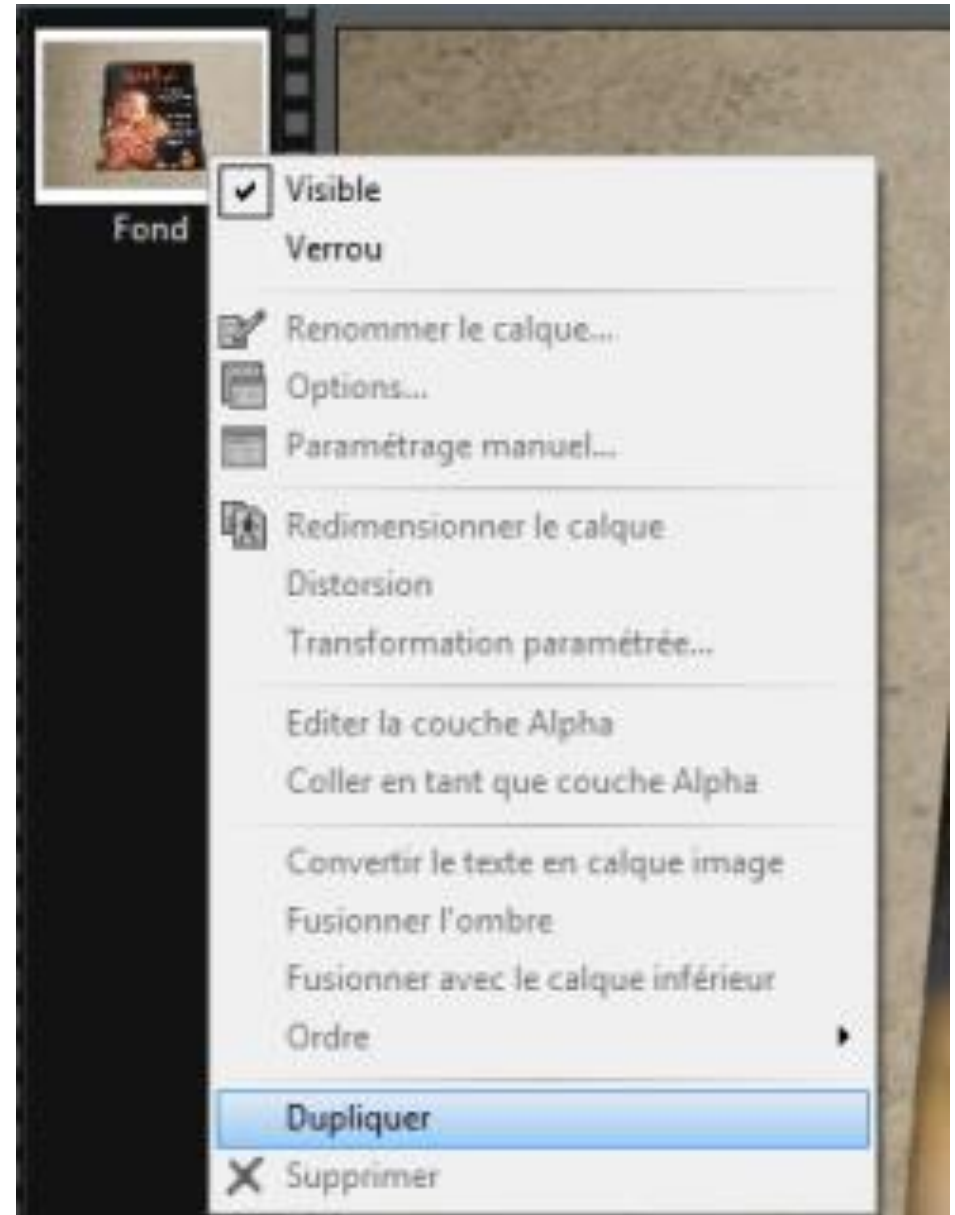 Fond
Visible
Verrou
Renommer le calque...
Options...
Paramétrage manuel...
Redimensionner le calque
Distorsion
Transformation paramétrée...
Editer la couche Alpha
Coller en tant que couche Alpha
Convertir le texte en calque image
Fusionner l'ombre
Fusionner avec le calque inférieur
Ordre
Dupliquer
Supprimer